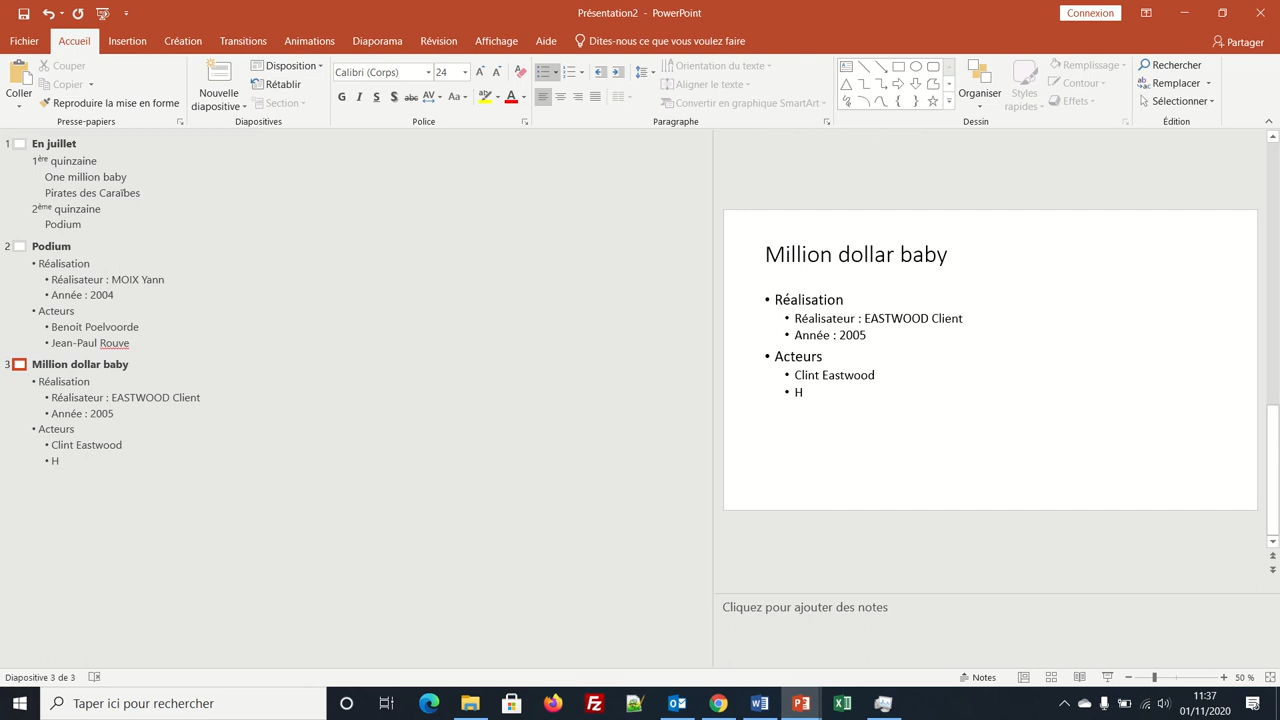 Présentation2 - PowerPoint
Connexion
Fichier Accueil Insertion Création Transitions Animations Diaporama Révision Affichage Aide Dites-nous ce que vous voulez faire Partager
Coller
Couper
Copier
Reproduire la mise en forme
Presse-papiers
Nouvelle diapositive
Disposition
Rétablir
Section
Diapositives
Calibri (Corps) 24
G I S S abc AV Aa A
Police
Orientation du texte
Aligner le texte
Convertir en graphique SmartArt
Paragraphe
Organiser
Styles rapides
Remplissage
Contour
Effets
Dessin
Rechercher
Remplacer
Sélectionner
Édition
1 En juillet
1ère quinzaine
One million baby
Pirates des Caraïbes
2ème quinzaine
Podium
2 Podium
• Réalisation
• Réalisateur : MOIX Yann
• Année : 2004
• Acteurs
• Benoit Poelvoorde
• Jean-Paul Rouve
3 Million dollar baby
• Réalisation
• Réalisateur : EASTWOOD Client
• Année : 2005
• Acteurs
• Clint Eastwood
• H
Million dollar baby
• Réalisation
• Réalisateur : EASTWOOD Client
• Année : 2005
• Acteurs
• Clint Eastwood
• H
Cliquez pour ajouter des notes
Diapositive 3 de 3
Notes
50 %
Taper ici pour rechercher
11:37
01/11/2020